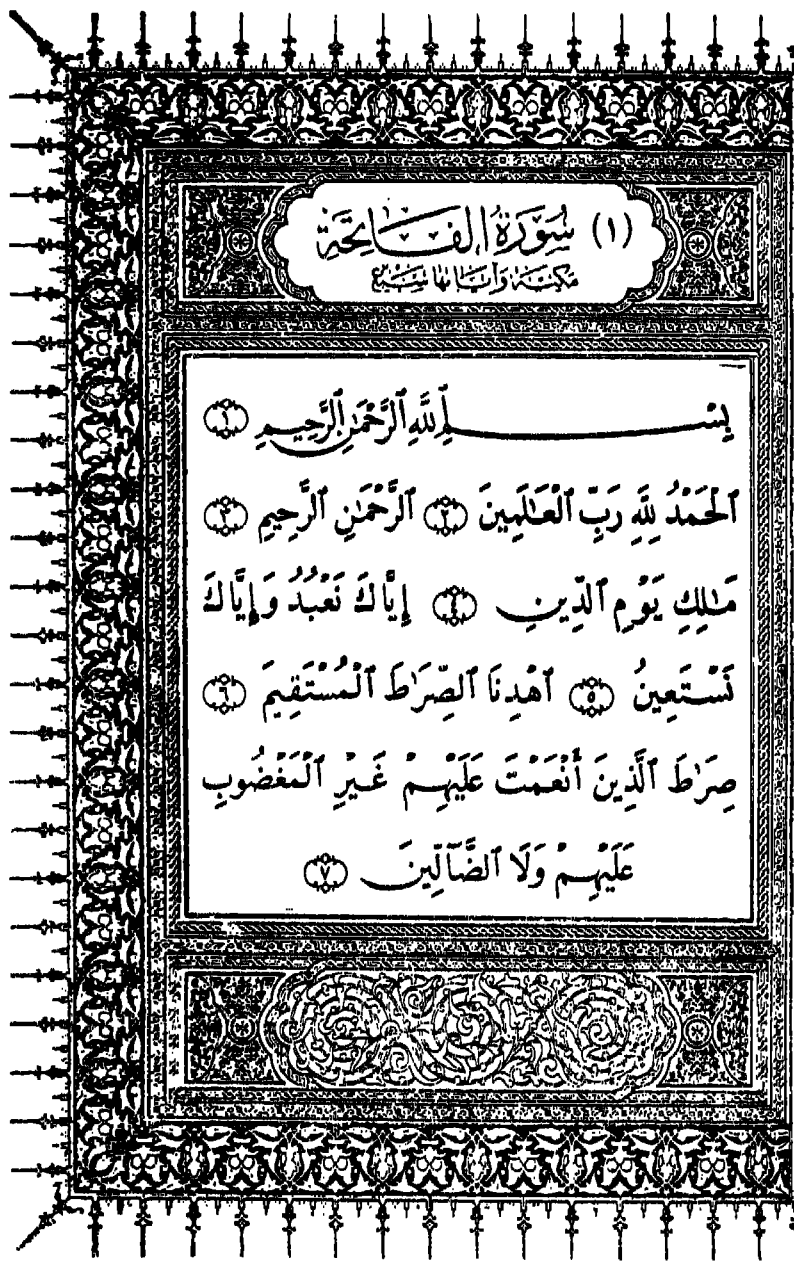 (١) سُورَةُ الفَاتِحَةِ
مَكِّيَّة وَآيَاتُهَا سَبْع
بِسْمِ ٱللَّهِ ٱلرَّحْمَٰنِ ٱلرَّحِيمِ ١
ٱلْحَمْدُ لِلَّهِ رَبِّ ٱلْعَٰلَمِينَ ٢ ٱلرَّحْمَٰنِ ٱلرَّحِيمِ ٣
مَٰلِكِ يَوْمِ ٱلدِّينِ ٤ إِيَّاكَ نَعْبُدُ وَإِيَّاكَ
نَسْتَعِينُ ٥ ٱهْدِنَا ٱلصِّرَٰطَ ٱلْمُسْتَقِيمَ ٦
صِرَٰطَ ٱلَّذِينَ أَنْعَمْتَ عَلَيْهِمْ غَيْرِ ٱلْمَغْضُوبِ
عَلَيْهِمْ وَلَا ٱلضَّآلِّينَ ٧